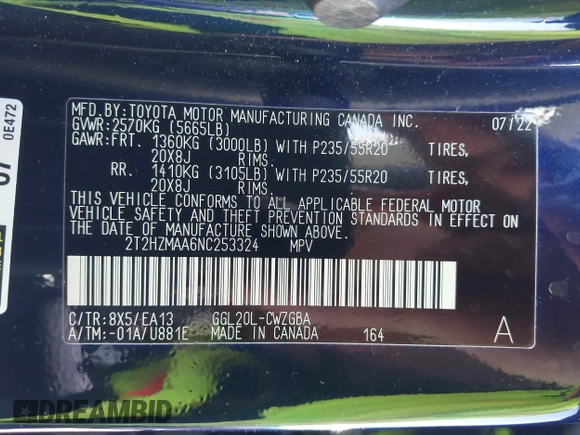 MFD.BY:TOYOTA MOTOR MANUFACTURING CANADA INC. 07/22
GVWR:2570KG (5665LB)
GAWR:FRT. 1360KG (3000LB) WITH P235/55R20 TIRES,
20X8J RIMS.
RR. 1410KG (3105LB) WITH P235/55R20 TIRES,
20X8J RIMS.
THIS VEHICLE CONFORMS TO ALL APPLICABLE FEDERAL MOTOR
VEHICLE SAFETY AND THEFT PREVENTION STANDARDS IN EFFECT ON
THE DATE OF MANUFACTURE SHOWN ABOVE.
2T2HZMAA6NC253324 MPV
C/TR:8X5/EA13 GGL20L-CWZGBA
A/TM:-01A/U881E MADE IN CANADA 164 A
0E472
07
DREAMBID